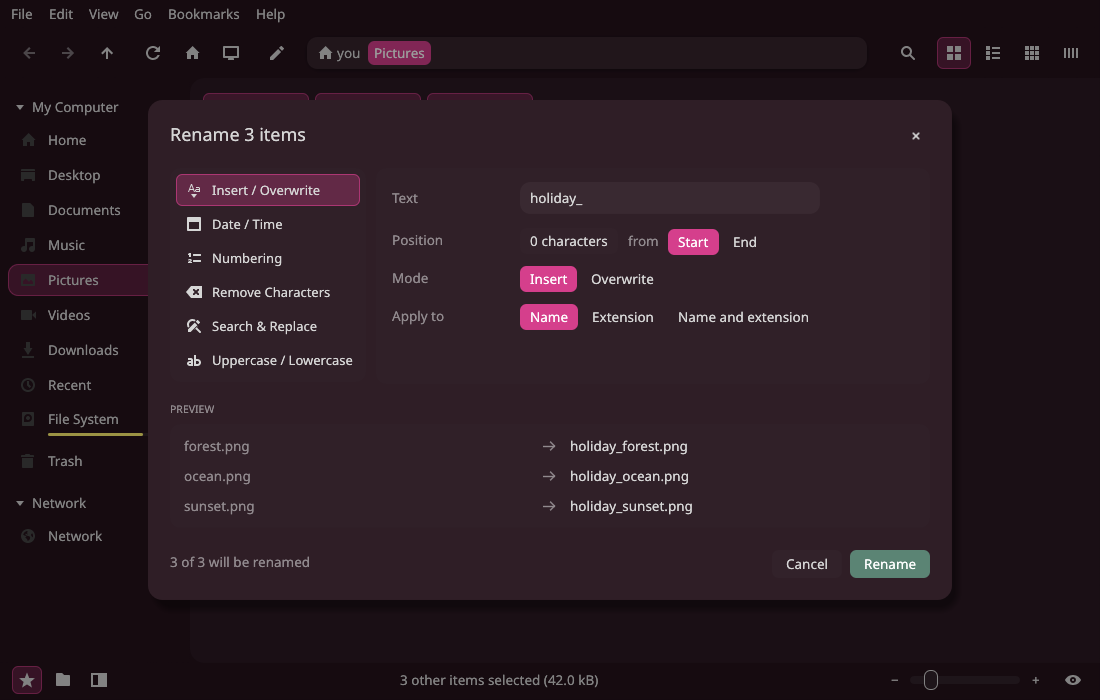 File Edit View Go Bookmarks Help
you Pictures
My Computer
Home
Desktop
Documents
Music
Pictures
Videos
Downloads
Recent
File System
Trash
Network
Network
Rename 3 items
×
Aa Insert / Overwrite
Date / Time
Numbering
Remove Characters
Search & Replace
ab Uppercase / Lowercase
Text holiday_
Position 0 characters from Start End
Mode Insert Overwrite
Apply to Name Extension Name and extension
PREVIEW
forest.png → holiday_forest.png
ocean.png → holiday_ocean.png
sunset.png → holiday_sunset.png
3 of 3 will be renamed
Cancel Rename
3 other items selected (42.0 kB)
− +